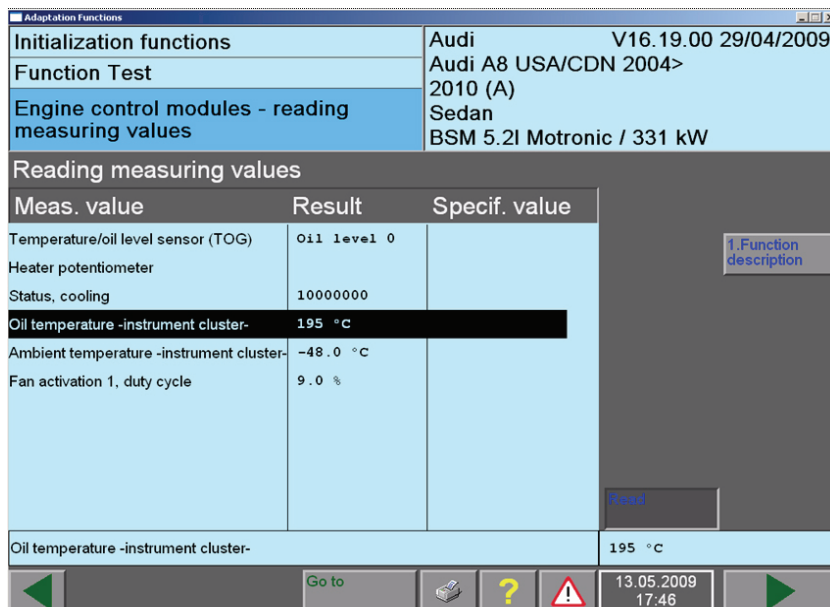 Adaptation Functions
Initialization functions
Function Test
Engine control modules - reading
measuring values
Audi V16.19.00 29/04/2009
Audi A8 USA/CDN 2004>
2010 (A)
Sedan
BSM 5.2l Motronic / 331 kW
Reading measuring values
Meas. value Result Specif. value
Temperature/oil level sensor (TOG) Oil level 0
Heater potentiometer
Status, cooling 10000000
Oil temperature -instrument cluster- 195 °C
Ambient temperature -instrument cluster- -48.0 °C
Fan activation 1, duty cycle 9.0 %
1.Function
description
Read
Oil temperature -instrument cluster- 195 °C
Go to
?
!
13.05.2009
17:46